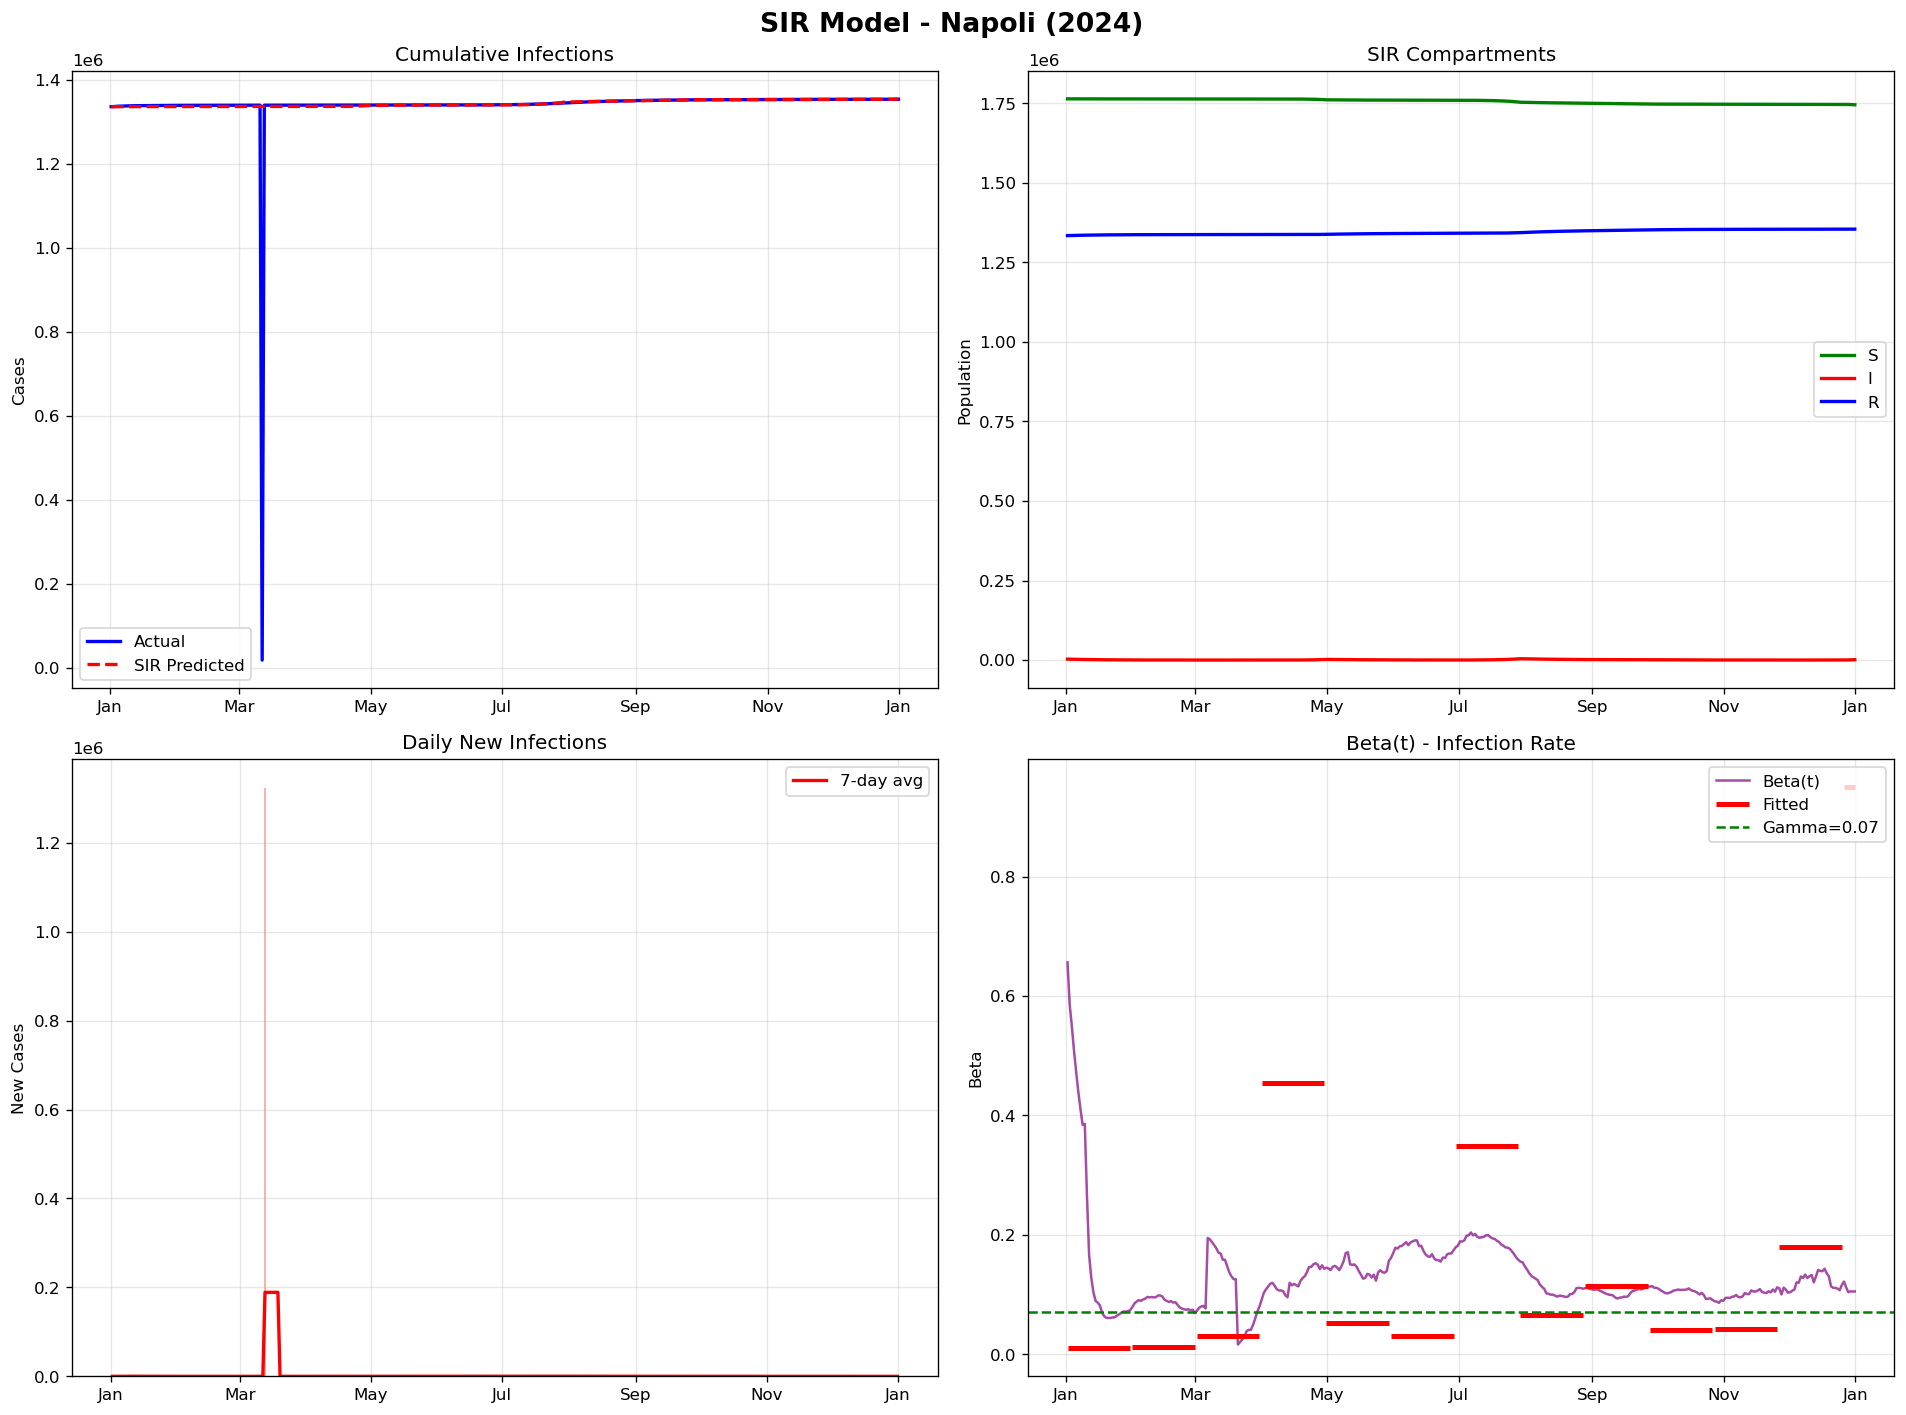 SIR Model - Napoli (2024)
Cumulative Infections
1e6
1.4
1.2
1.0
0.8
0.6
0.4
0.2
0.0
Cases
Actual
SIR Predicted
Jan Mar May Jul Sep Nov Jan
SIR Compartments
1e6
1.75
1.50
1.25
1.00
0.75
0.50
0.25
0.00
Population
S
I
R
Jan Mar May Jul Sep Nov Jan
Daily New Infections
1e6
1.2
1.0
0.8
0.6
0.4
0.2
0.0
New Cases
7-day avg
Jan Mar May Jul Sep Nov Jan
Beta(t) - Infection Rate
0.8
0.6
0.4
0.2
0.0
Beta
Beta(t)
Fitted
Gamma=0.07
Jan Mar May Jul Sep Nov Jan